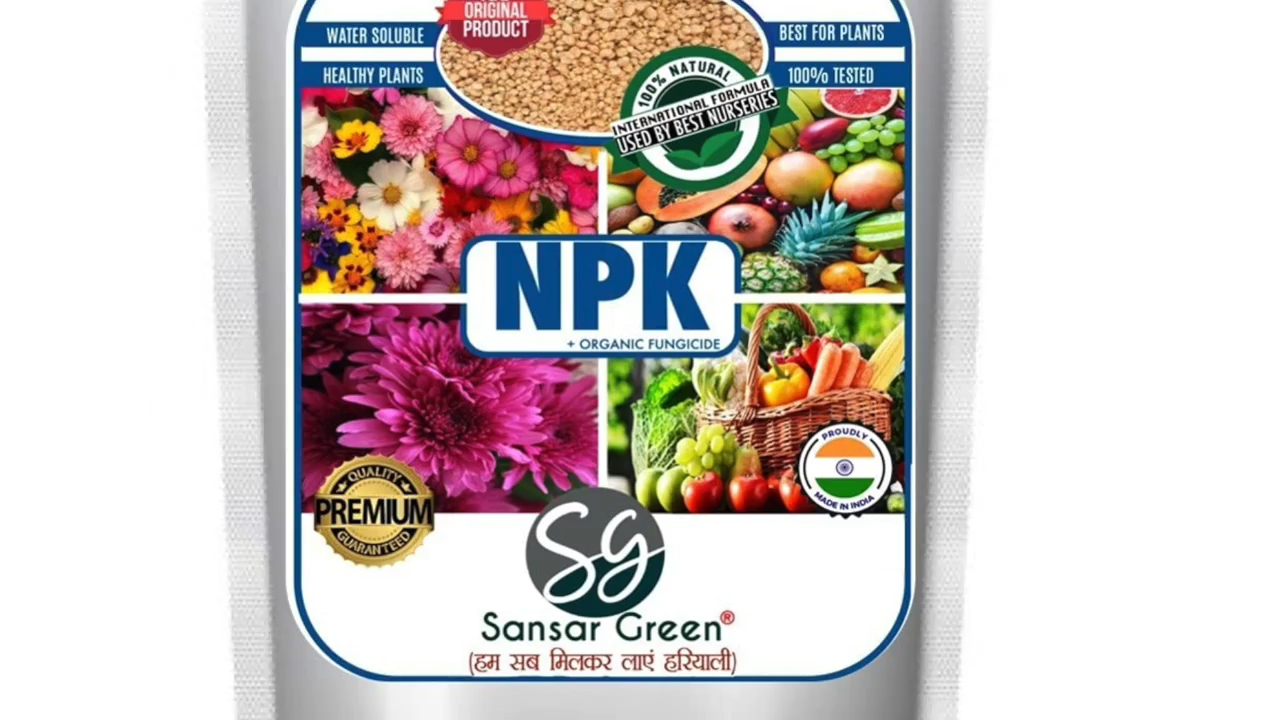 ORIGINAL
PRODUCT
WATER SOLUBLE
BEST FOR PLANTS
HEALTHY PLANTS
100% TESTED
100% NATURAL
INTERNATIONAL FORMULA
USED BY BEST NURSERIES
NPK
+ ORGANIC FUNGICIDE
PROUDLY
MADE IN INDIA
QUALITY
PREMIUM
GUARANTEED
Sg
Sansar Green®
(हम सब मिलकर लाएं हरियाली)